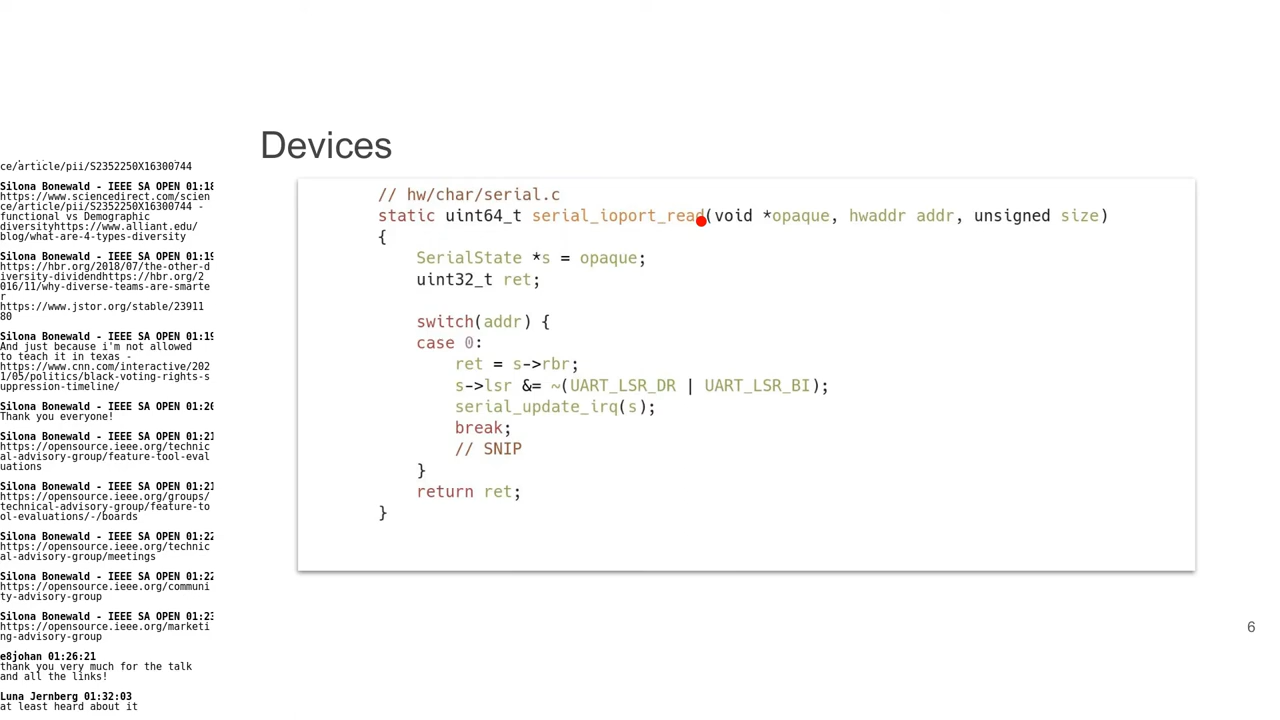 ce/article/pii/S2352250X16300744
Silona Bonewald - IEEE SA OPEN 01:18
https://www.sciencedirect.com/scien
ce/article/pii/S2352250X16300744 -
functional vs Demographic
diversityhttps://www.alliant.edu/
blog/what-are-4-types-diversity
Silona Bonewald - IEEE SA OPEN 01:19
https://hbr.org/2018/07/the-other-d
iversity-dividendhttps://hbr.org/2
016/11/why-diverse-teams-are-smarte
r
https://www.jstor.org/stable/23911
80
Silona Bonewald - IEEE SA OPEN 01:19
And just because i'm not allowed
to teach it in texas -
https://www.cnn.com/interactive/202
1/05/politics/black-voting-rights-s
uppression-timeline/
Silona Bonewald - IEEE SA OPEN 01:20
Thank you everyone!
Silona Bonewald - IEEE SA OPEN 01:21
https://opensource.ieee.org/technic
al-advisory-group/feature-tool-eval
uations
Silona Bonewald - IEEE SA OPEN 01:21
https://opensource.ieee.org/groups/
technical-advisory-group/feature-to
ol-evaluations/-/boards
Silona Bonewald - IEEE SA OPEN 01:22
https://opensource.ieee.org/technic
al-advisory-group/meetings
Silona Bonewald - IEEE SA OPEN 01:22
https://opensource.ieee.org/communi
ty-advisory-group
Silona Bonewald - IEEE SA OPEN 01:23
https://opensource.ieee.org/marketi
ng-advisory-group
e8johan 01:26:21
thank you very much for the talk
and all the links!
Luna Jernberg 01:32:03
at least heard about it
Devices
// hw/char/serial.c
static uint64_t serial_ioport_read(void *opaque, hwaddr addr, unsigned size)
{
SerialState *s = opaque;
uint32_t ret;
switch(addr) {
case 0:
ret = s->rbr;
s->lsr &= ~(UART_LSR_DR | UART_LSR_BI);
serial_update_irq(s);
break;
// SNIP
}
return ret;
}
6